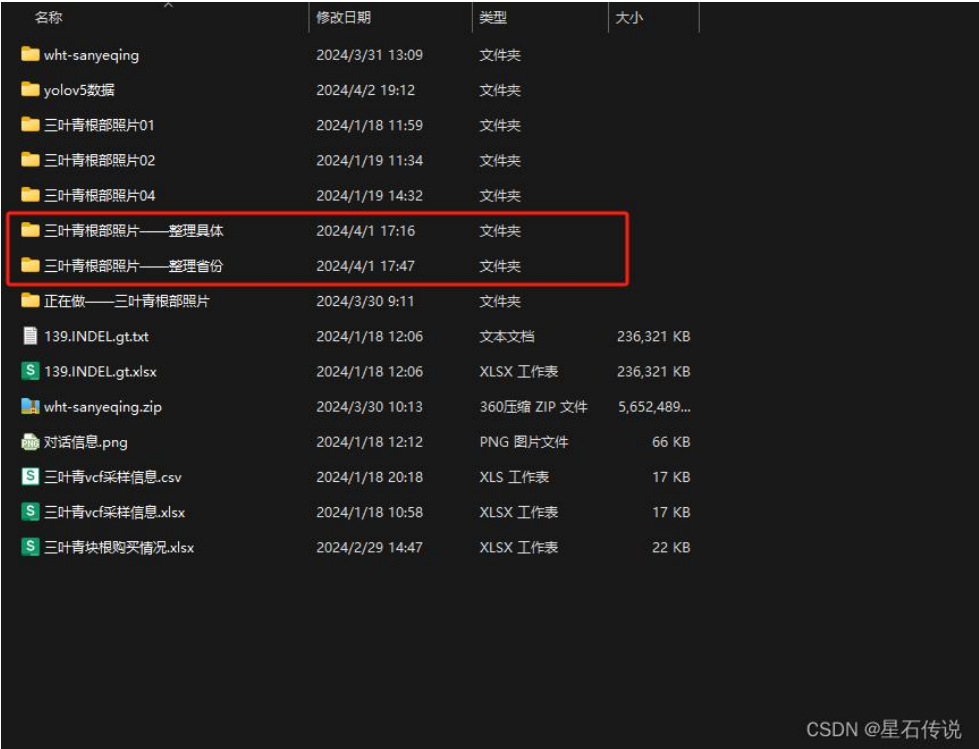 名称 修改日期 类型 大小
wht-sanyeqing 2024/3/31 13:09 文件夹
yolov5数据 2024/4/2 19:12 文件夹
三叶青根部照片01 2024/1/18 11:59 文件夹
三叶青根部照片02 2024/1/19 11:34 文件夹
三叶青根部照片04 2024/1/19 14:32 文件夹
三叶青根部照片——整理具体 2024/4/1 17:16 文件夹
三叶青根部照片——整理省份 2024/4/1 17:47 文件夹
正在做——三叶青根部照片 2024/3/30 9:11 文件夹
139.INDEL.gt.txt 2024/1/18 12:06 文本文档 236,321 KB
139.INDEL.gt.xlsx 2024/1/18 12:06 XLSX 工作表 236,321 KB
wht-sanyeqing.zip 2024/3/30 10:13 360压缩 ZIP 文件 5,652,489...
对话信息.png 2024/1/18 12:12 PNG 图片文件 66 KB
三叶青vcf采样信息.csv 2024/1/18 20:18 XLS 工作表 17 KB
三叶青vcf采样信息.xlsx 2024/1/18 10:58 XLSX 工作表 17 KB
三叶青块根购买情况.xlsx 2024/2/29 14:47 XLSX 工作表 22 KB
CSDN @星石传说